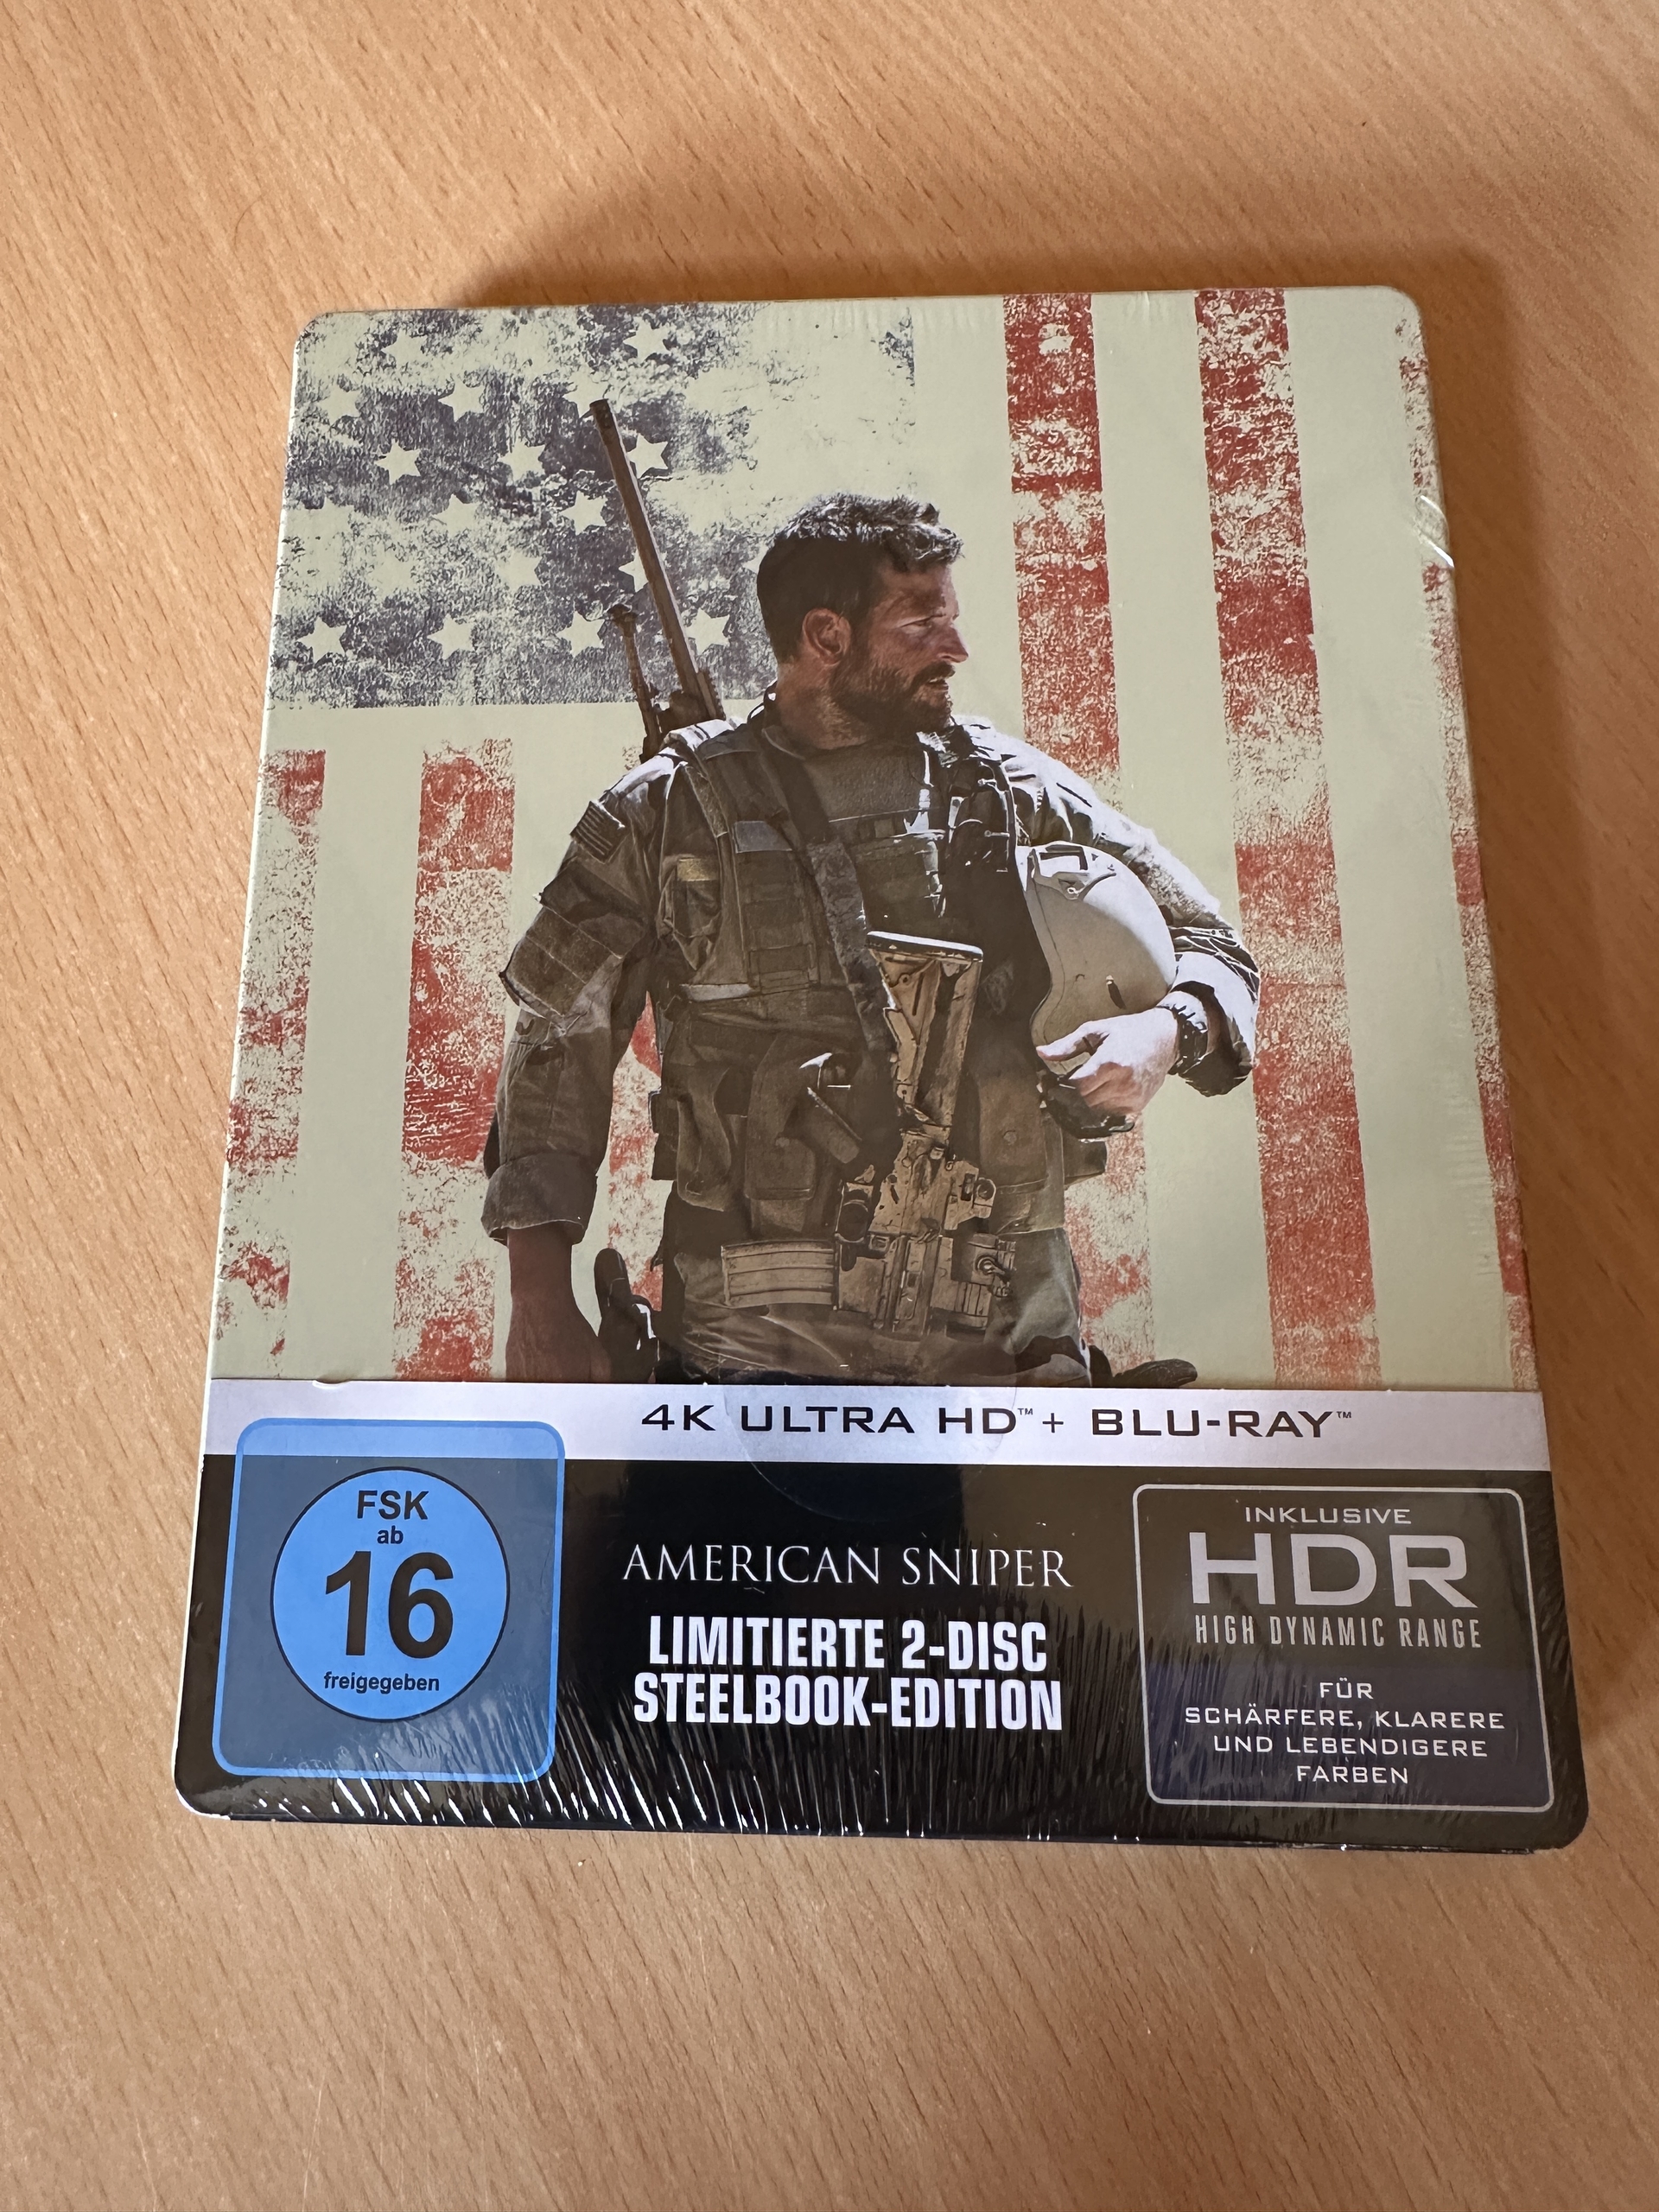 4K ULTRA HD™ + BLU-RAY™
FSK
ab
16
freigegeben
AMERICAN SNIPER
LIMITIERTE 2-DISC
STEELBOOK-EDITION
INKLUSIVE
HDR
HIGH DYNAMIC RANGE
FÜR
SCHÄRFERE, KLARERE
UND LEBENDIGERE
FARBEN